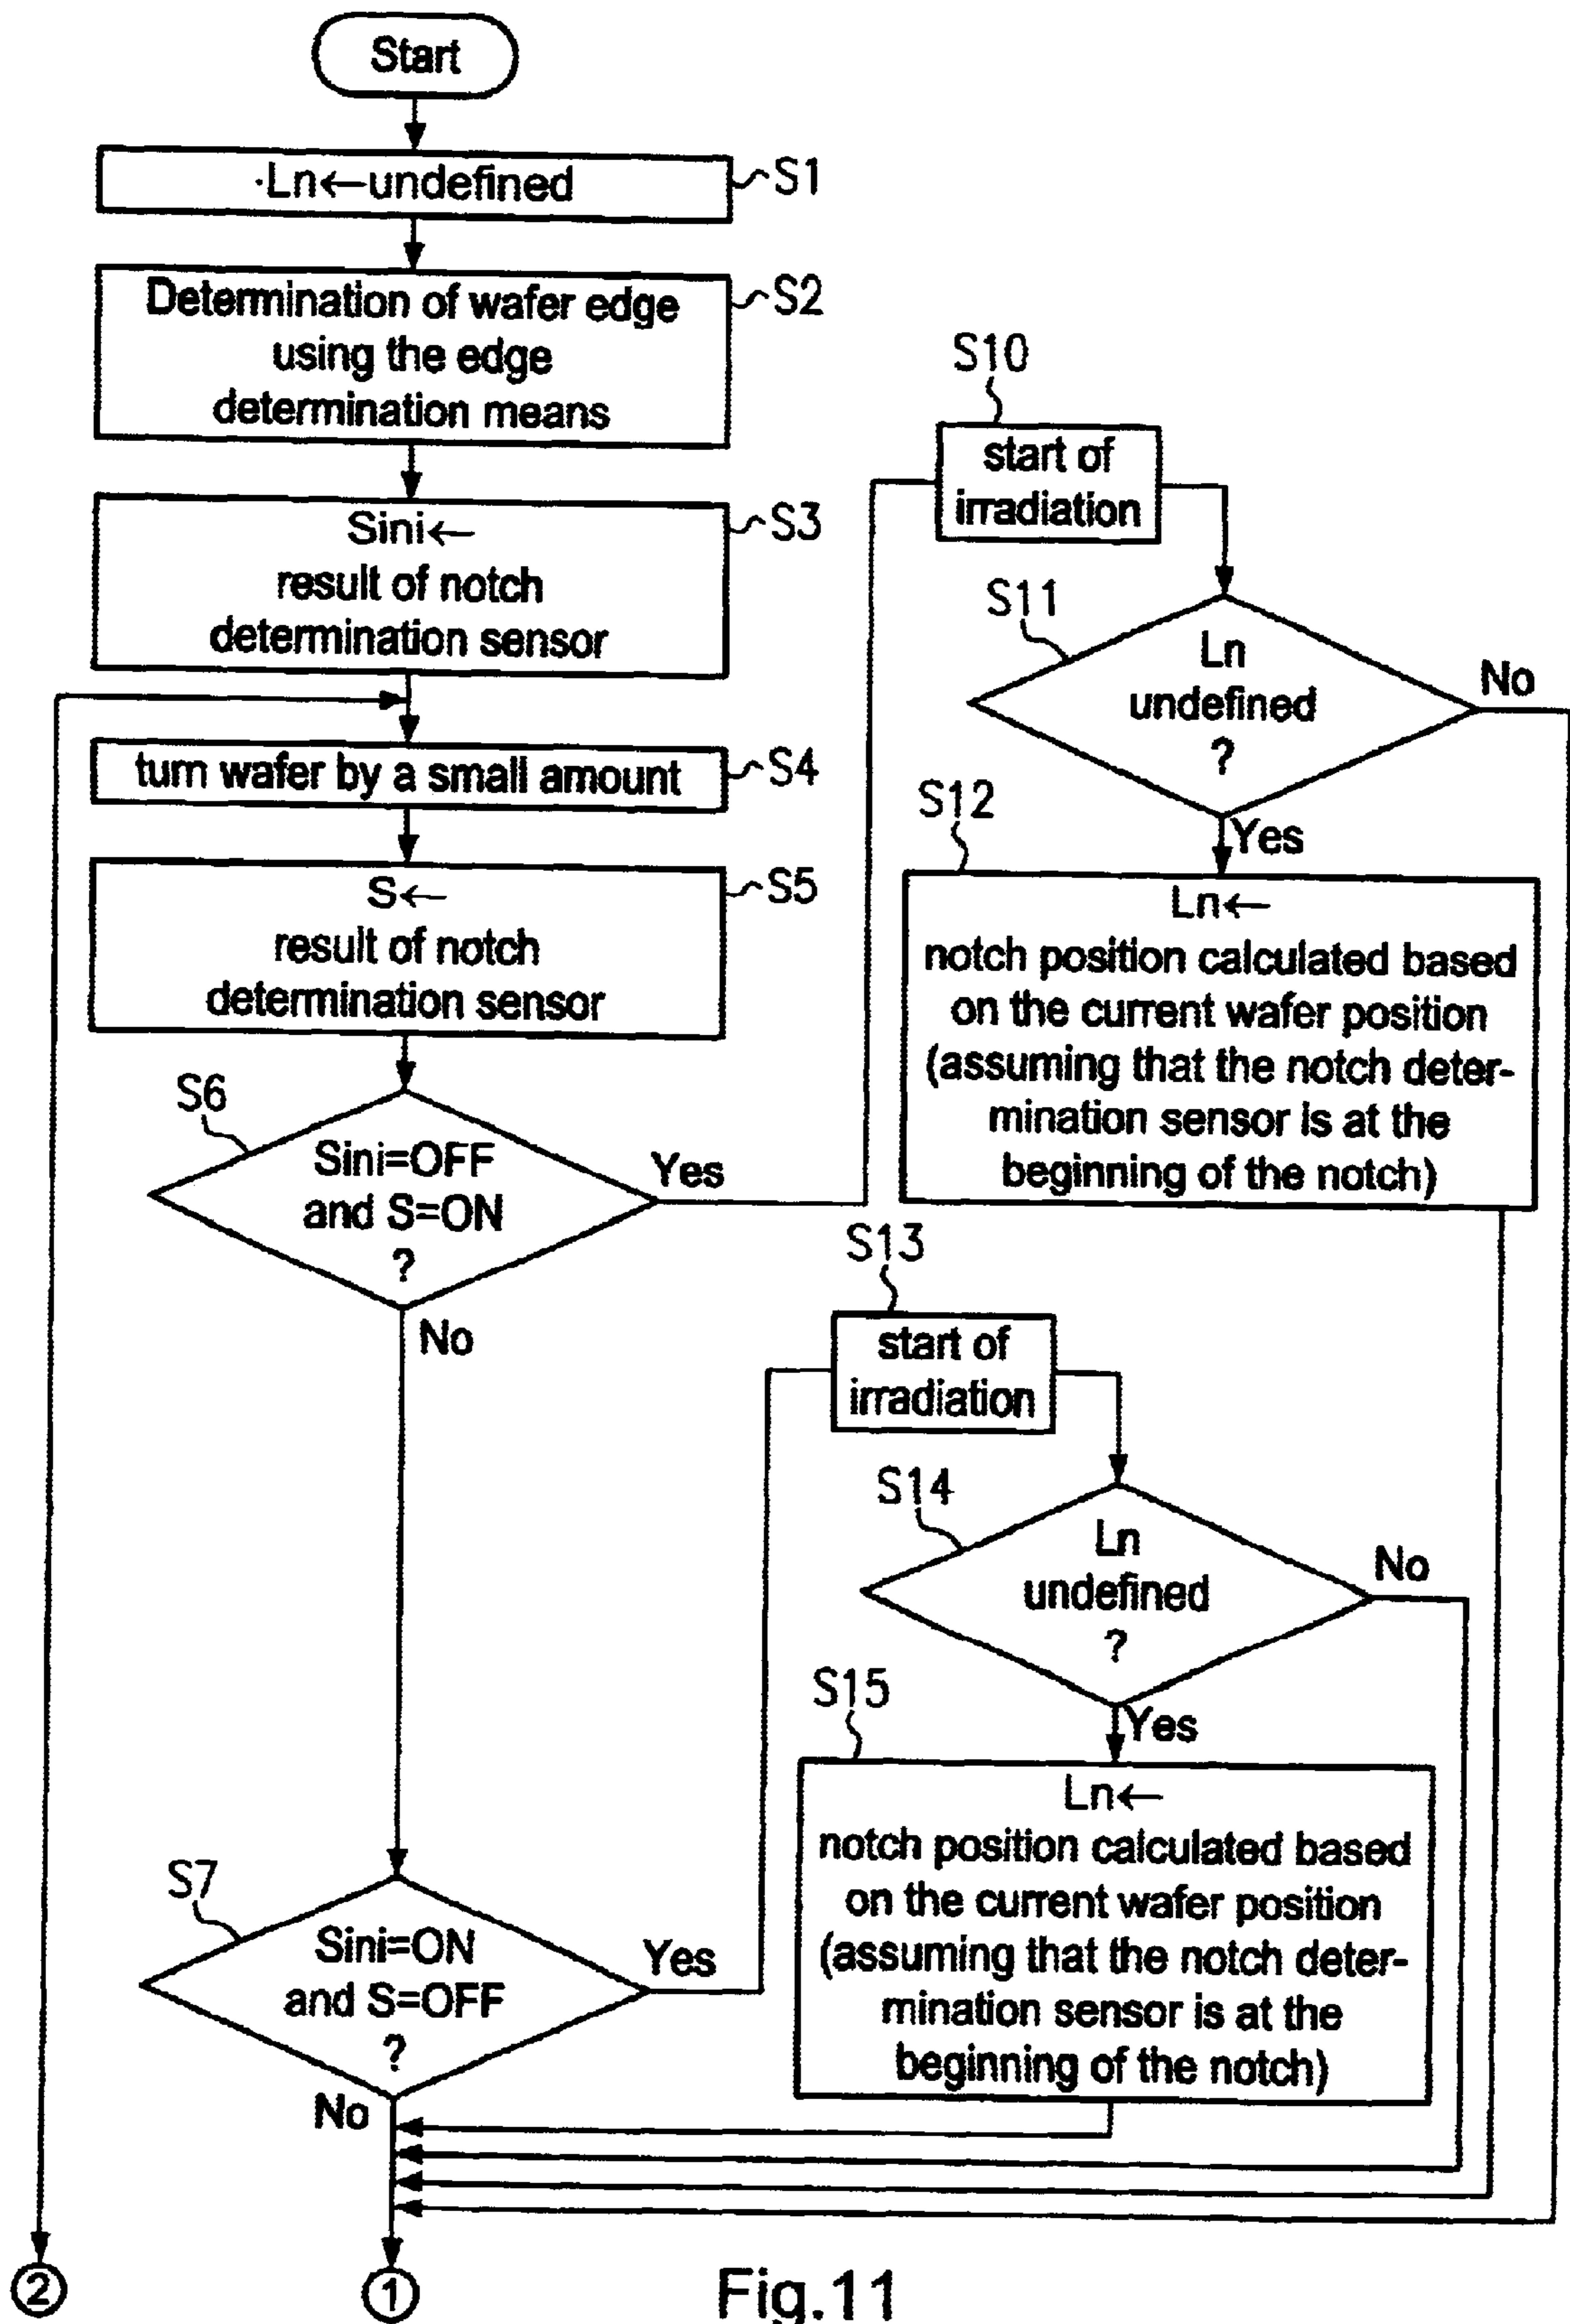 Start
·Ln←undefined
S1
Determination of wafer edge
using the edge
determination means
S2
Sini←
result of notch
determination sensor
S3
turn wafer by a small amount
S4
S←
result of notch
determination sensor
S5
S6
Sini=OFF
and S=ON
?
Yes
No
S10
start of
irradiation
S11
Ln
undefined
?
No
Yes
S12
Ln←
notch position calculated based
on the current wafer position
(assuming that the notch deter-
mination sensor is at the
beginning of the notch)
S13
start of
irradiation
S14
Ln
undefined
?
No
Yes
S15
Ln←
notch position calculated based
on the current wafer position
(assuming that the notch deter-
mination sensor is at the
beginning of the notch)
S7
Sini=ON
and S=OFF
?
Yes
No
2
1
Fig.11